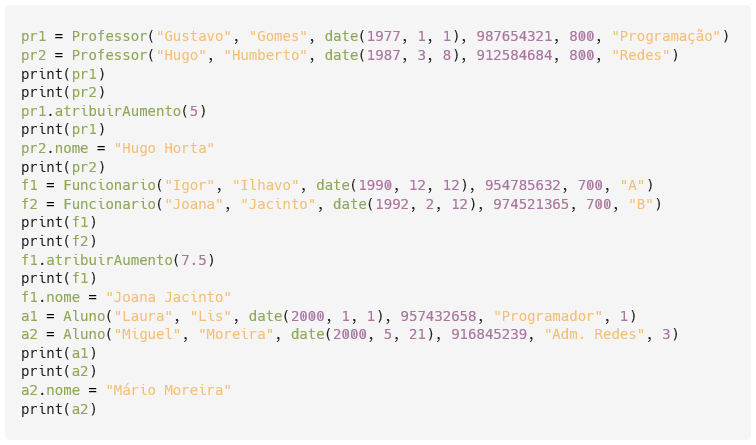 pr1 = Professor("Gustavo", "Gomes", date(1977, 1, 1), 987654321, 800, "Programação")
pr2 = Professor("Hugo", "Humberto", date(1987, 3, 8), 912584684, 800, "Redes")
print(pr1)
print(pr2)
pr1.atribuirAumento(5)
print(pr1)
pr2.nome = "Hugo Horta"
print(pr2)
f1 = Funcionario("Igor", "Ilhavo", date(1990, 12, 12), 954785632, 700, "A")
f2 = Funcionario("Joana", "Jacinto", date(1992, 2, 12), 974521365, 700, "B")
print(f1)
print(f2)
f1.atribuirAumento(7.5)
print(f1)
f1.nome = "Joana Jacinto"
a1 = Aluno("Laura", "Lis", date(2000, 1, 1), 957432658, "Programador", 1)
a2 = Aluno("Miguel", "Moreira", date(2000, 5, 21), 916845239, "Adm. Redes", 3)
print(a1)
print(a2)
a2.nome = "Mário Moreira"
print(a2)